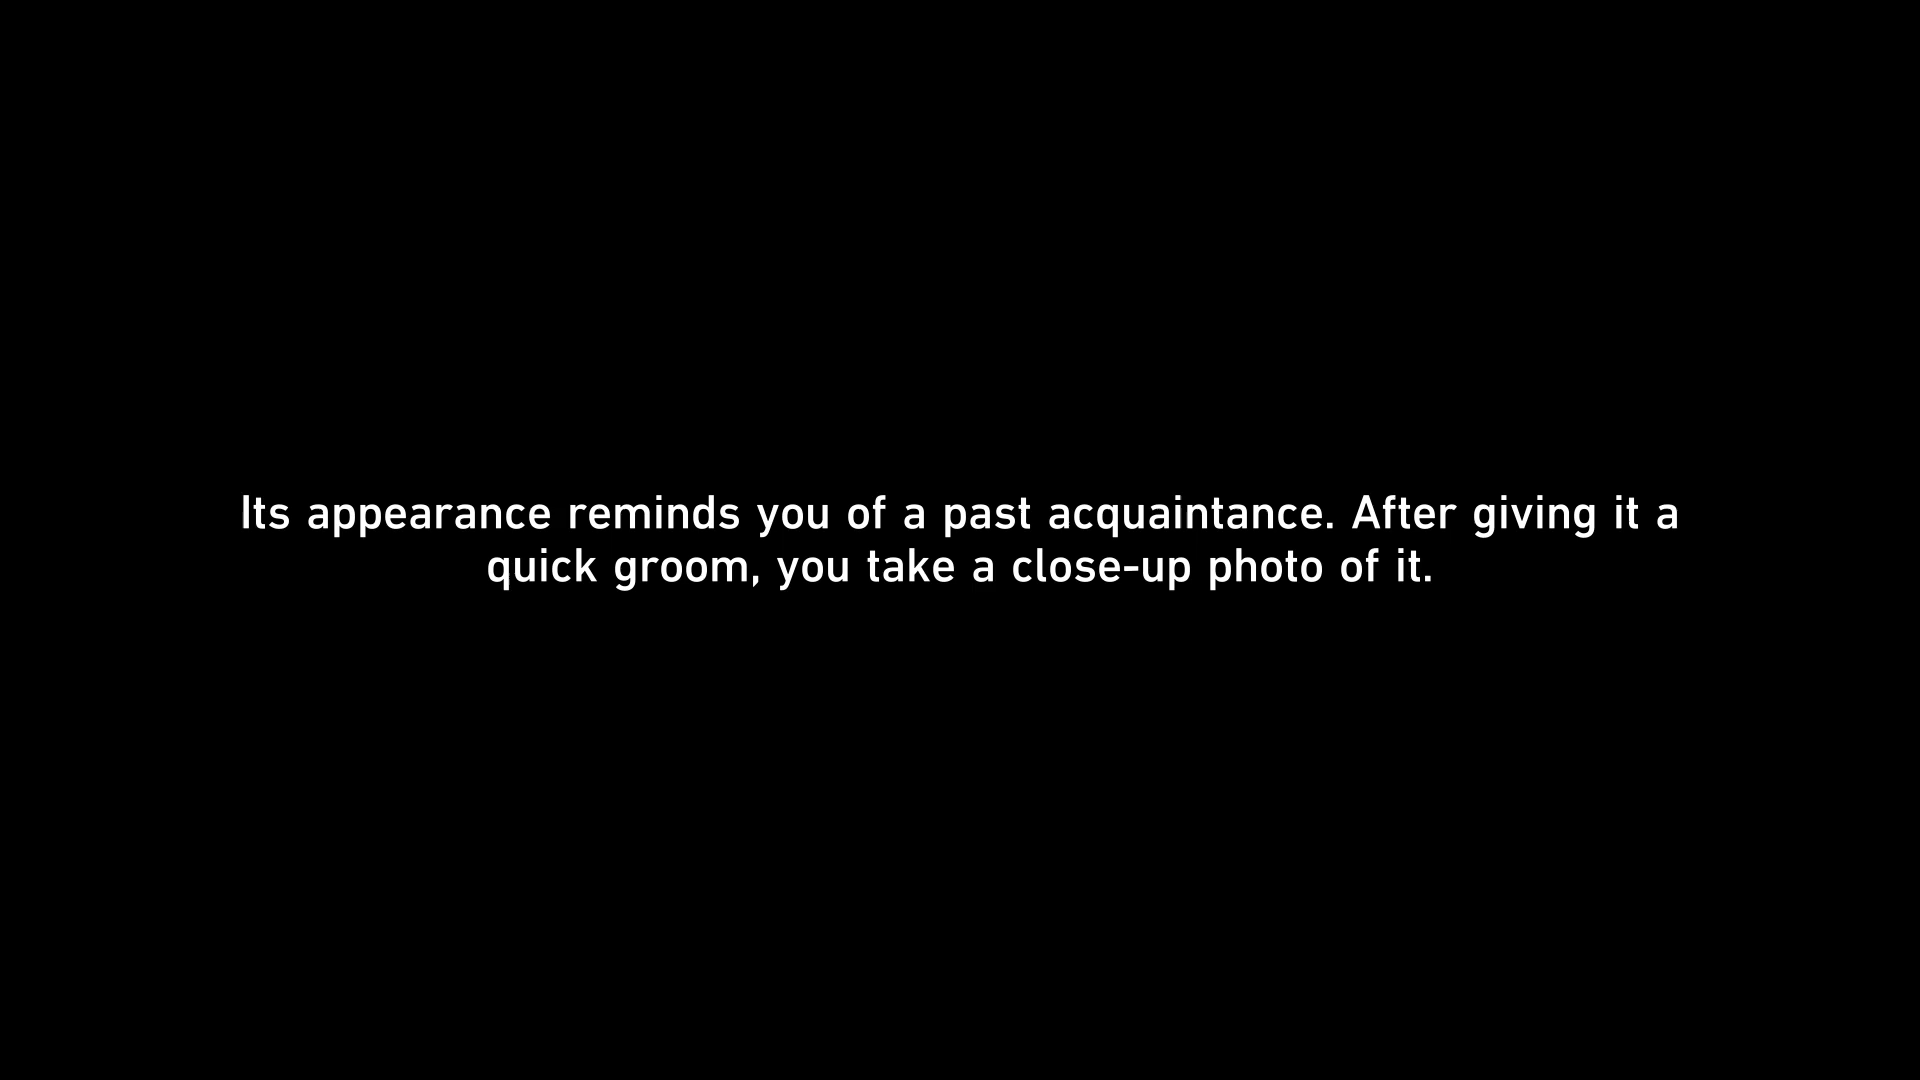 Its appearance reminds you of a past acquaintance. After giving it a
quick groom, you take a close-up photo of it.